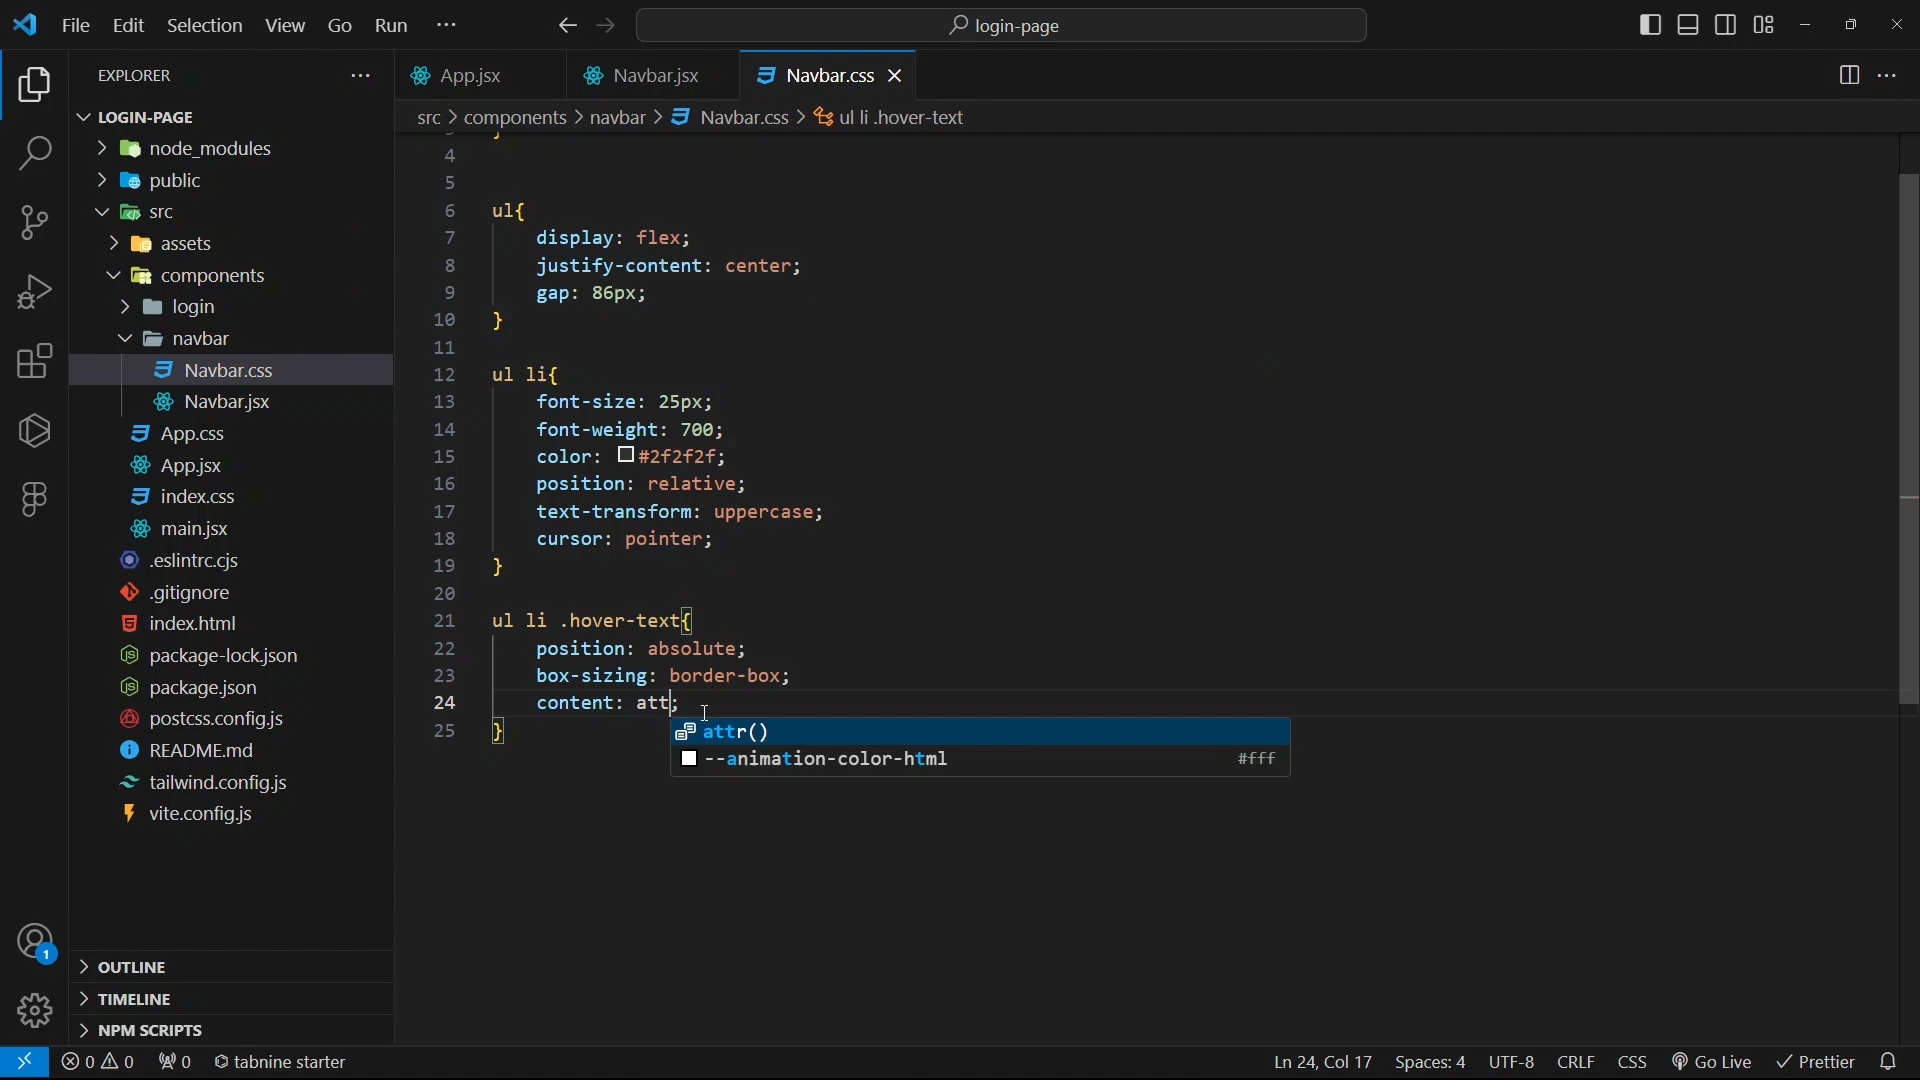 File Edit Selection View Go Run ··· login-page
EXPLORER ···
LOGIN-PAGE
node_modules
public
src
assets
components
login
navbar
Navbar.css
Navbar.jsx
App.css
App.jsx
index.css
main.jsx
.eslintrc.cjs
.gitignore
index.html
package-lock.json
package.json
postcss.config.js
README.md
tailwind.config.js
vite.config.js
OUTLINE
TIMELINE
NPM SCRIPTS
1
App.jsx Navbar.jsx Navbar.css
src > components > navbar > Navbar.css > ul li .hover-text
4
5
6 ul{
7 display: flex;
8 justify-content: center;
9 gap: 86px;
10 }
11
12 ul li{
13 font-size: 25px;
14 font-weight: 700;
15 color: #2f2f2f;
16 position: relative;
17 text-transform: uppercase;
18 cursor: pointer;
19 }
20
21 ul li .hover-text{
22 position: absolute;
23 box-sizing: border-box;
24 content: att;
25 }
attr()
--animation-color-html #fff
0 0 0 tabnine starter Ln 24, Col 17 Spaces: 4 UTF-8 CRLF CSS Go Live Prettier